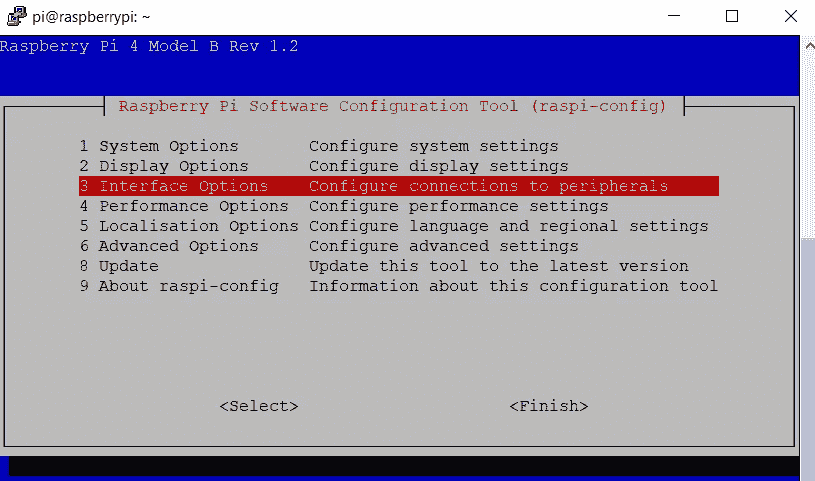 pi@raspberrypi: ~
Raspberry Pi 4 Model B Rev 1.2
Raspberry Pi Software Configuration Tool (raspi-config)
1 System Options Configure system settings
2 Display Options Configure display settings
3 Interface Options Configure connections to peripherals
4 Performance Options Configure performance settings
5 Localisation Options Configure language and regional settings
6 Advanced Options Configure advanced settings
8 Update Update this tool to the latest version
9 About raspi-config Information about this configuration tool
<Select> <Finish>